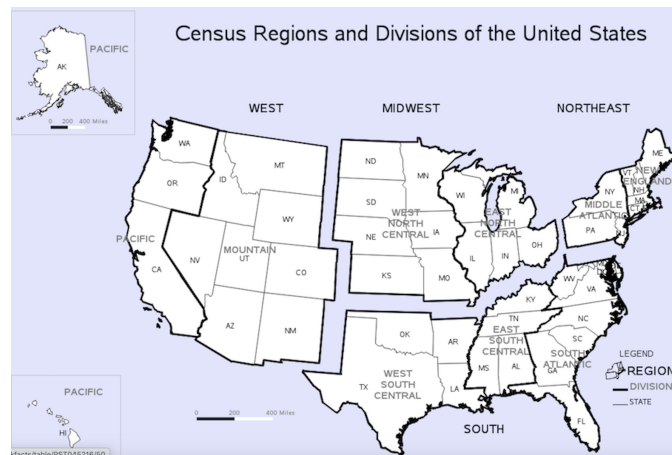 Census Regions and Divisions of the United States
PACIFIC
AK
0 200 400 Miles
WEST
MIDWEST
NORTHEAST
WA
OR
ID
MT
WY
PACIFIC
CA
NV
MOUNTAIN
UT
CO
AZ
NM
ND
MN
SD
WEST
NORTH
CENTRAL
NE
IA
KS
MO
WI
MI
EAST
NORTH
CENTRAL
IL
IN
OH
ME
NEW
ENGLAND
VT
NH
MA
CT
NY
MIDDLE
ATLANTIC
PA
NJ
OK
AR
WEST
SOUTH
CENTRAL
TX
LA
KY
TN
EAST
SOUTH
CENTRAL
MS
AL
WV
VA
NC
SC
SOUTH
ATLANTIC
GA
FL
SOUTH
PACIFIC
HI
0 200 400 Miles
LEGEND
REGION
DIVISION
STATE